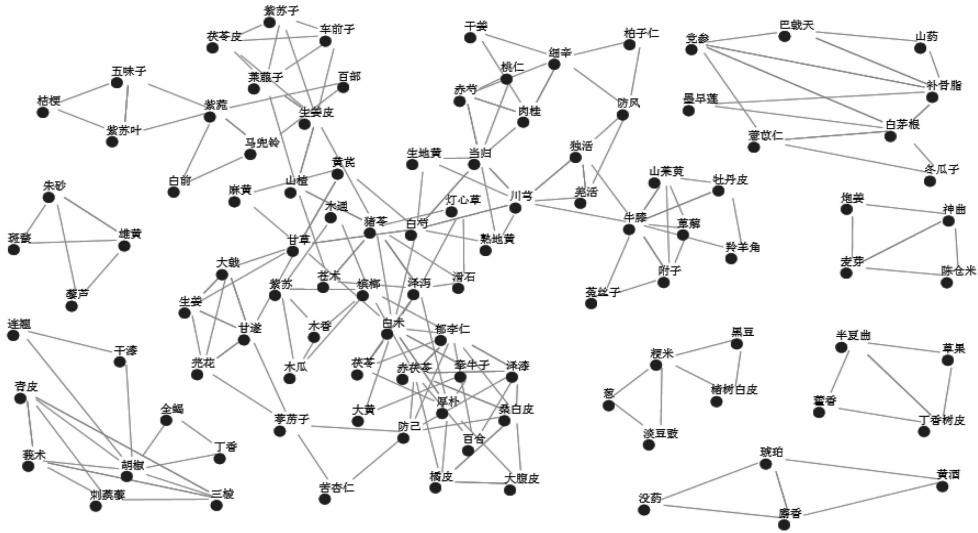 紫苏子
茯苓皮
车前子
五味子
莱菔子
百部
桔梗
紫菀
生姜皮
紫苏叶
马兜铃
白前
干姜
柏子仁
细辛
桃仁
赤芍
肉桂
防风
党参
巴戟天
山药
补骨脂
墨旱莲
白茅根
薏苡仁
冬瓜子
黄芪
生地黄
当归
独活
麻黄
山楂
灯心草
川芎
羌活
山茱萸
牡丹皮
朱砂
木通
猪苓
白芍
熟地黄
牛膝
萆薢
羚羊角
炮姜
神曲
斑蝥
雄黄
甘草
藜芦
大戟
紫苏
苍术
槟榔
泽泻
滑石
附子
菟丝子
麦芽
陈仓米
生姜
甘遂
木香
白术
郁李仁
芫花
木瓜
茯苓
赤茯苓
牵牛子
泽漆
黑豆
粳米
楮树白皮
葱
淡豆豉
半夏曲
草果
藿香
丁香树皮
连翘
干漆
青皮
金蝎
丁香
莪术
胡椒
刺蒺藜
三棱
葶苈子
大黄
厚朴
桑白皮
防己
百合
苦杏仁
橘皮
大腹皮
琥珀
黄酒
没药
麝香